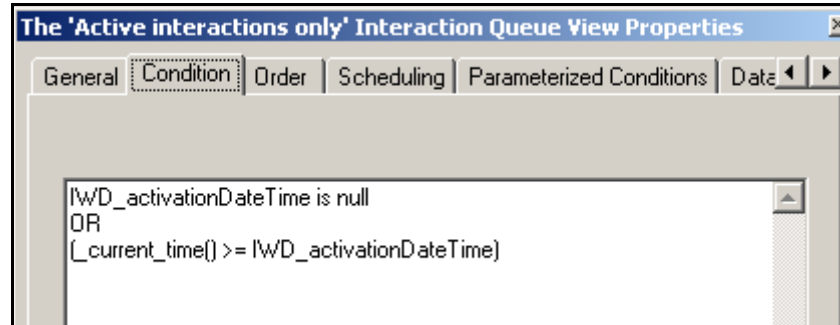 The 'Active interactions only' Interaction Queue View Properties
General Condition Order Scheduling Parameterized Conditions Data
IWD_activationDateTime is null
OR
(_current_time() >= IWD_activationDateTime)